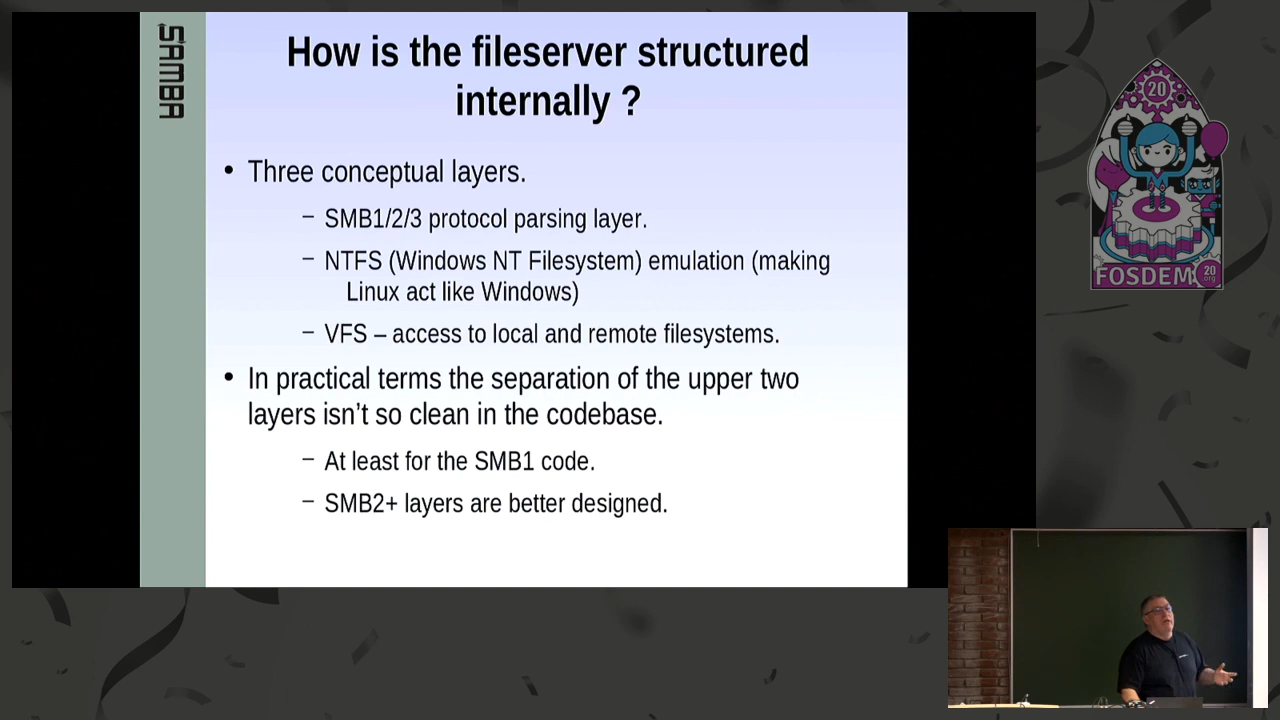 SAMBA
How is the fileserver structured
internally ?
• Three conceptual layers.
– SMB1/2/3 protocol parsing layer.
– NTFS (Windows NT Filesystem) emulation (making
Linux act like Windows)
– VFS – access to local and remote filesystems.
• In practical terms the separation of the upper two
layers isn't so clean in the codebase.
– At least for the SMB1 code.
– SMB2+ layers are better designed.
20
FOSDEM
20
org